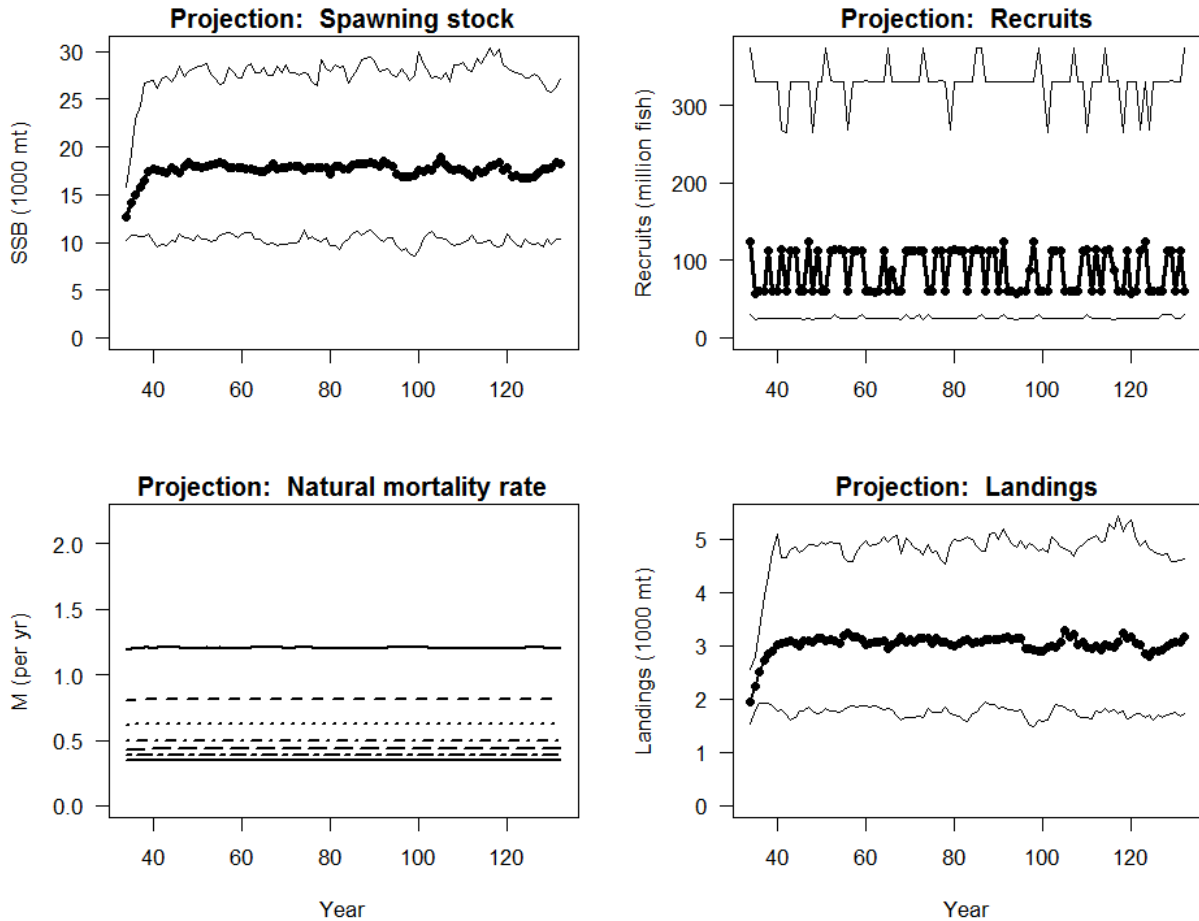 Projection:  Spawning stock
SSB (1000 mt)
30
25
20
15
10
5
0
40 60 80 100 120
Projection:  Recruits
Recruits (million fish)
300
200
100
0
40 60 80 100 120
Projection:  Natural mortality rate
M (per yr)
2.0
1.5
1.0
0.5
0.0
40 60 80 100 120
Year
Projection:  Landings
Landings (1000 mt)
5
4
3
2
1
0
40 60 80 100 120
Year